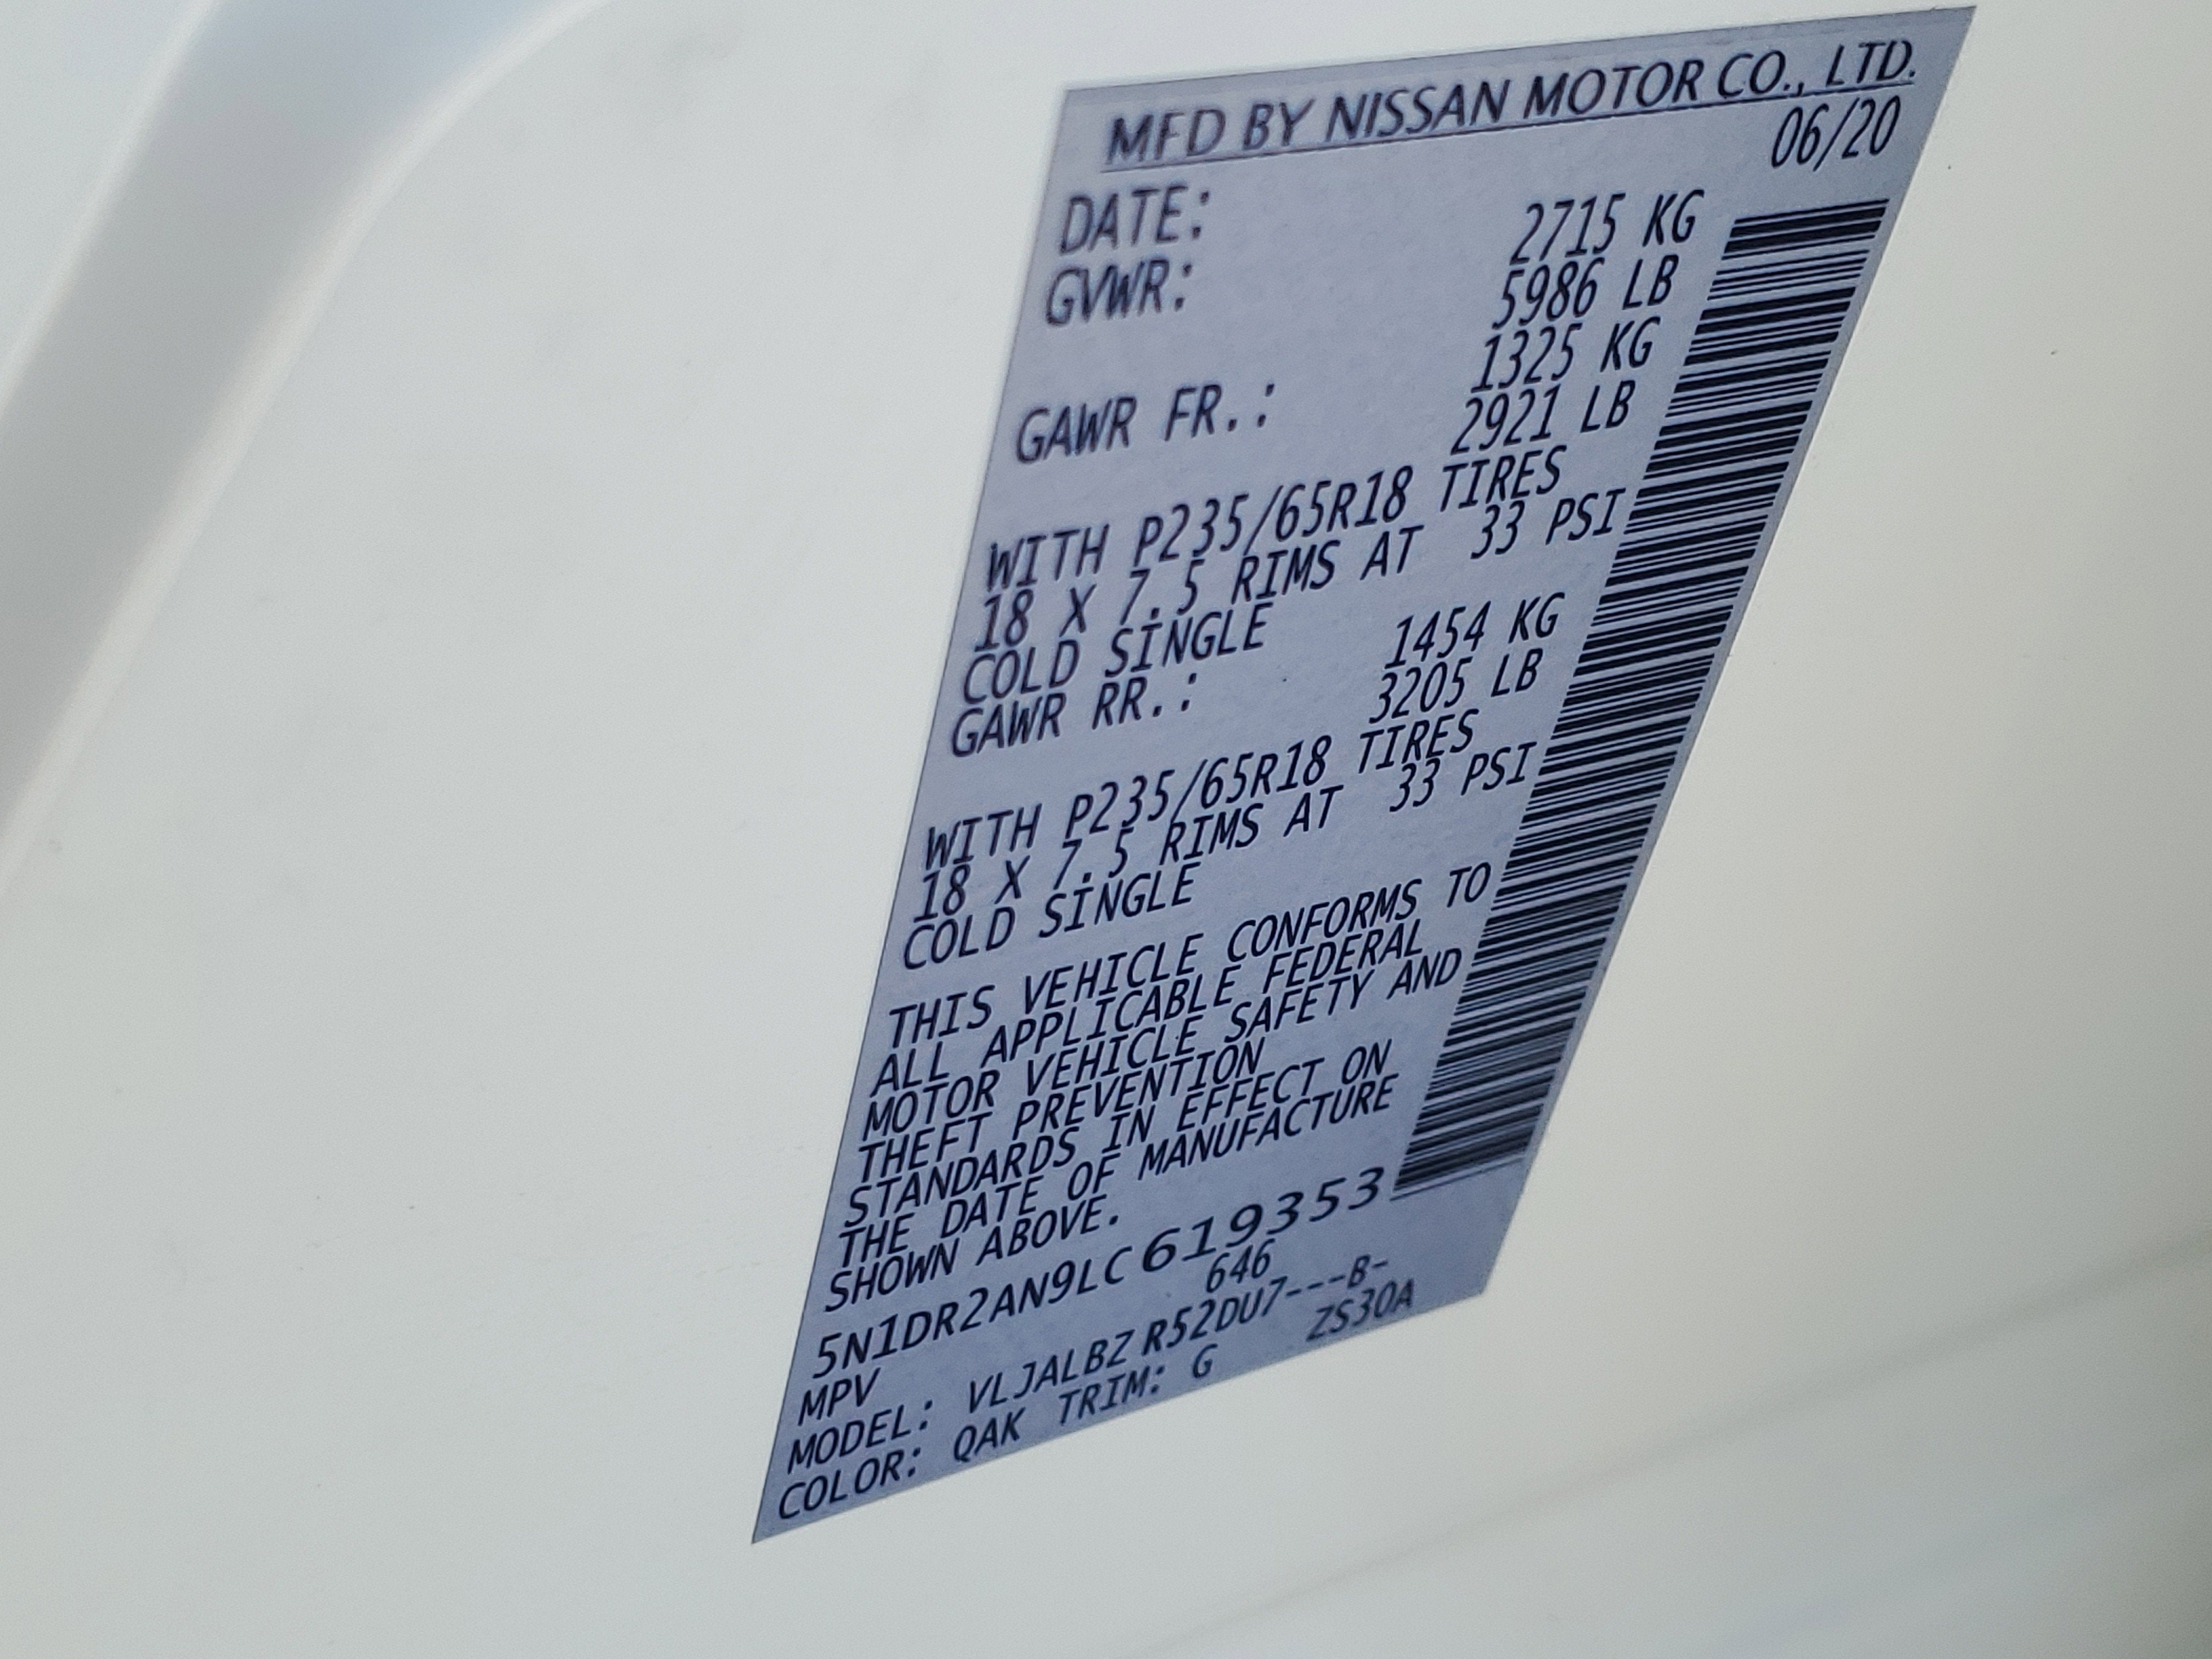 MFD BY NISSAN MOTOR CO., LTD.
DATE: 06/20
GVWR: 2715 KG
5986 LB
GAWR FR.: 1325 KG
2921 LB
WITH P235/65R18 TIRES
18 X 7.5 RIMS AT 33 PSI
COLD SINGLE
GAWR RR.: 1454 KG
3205 LB
WITH P235/65R18 TIRES
18 X 7.5 RIMS AT 33 PSI
COLD SINGLE
THIS VEHICLE CONFORMS TO
ALL APPLICABLE FEDERAL
MOTOR VEHICLE SAFETY AND
THEFT PREVENTION
STANDARDS IN EFFECT ON
THE DATE OF MANUFACTURE
SHOWN ABOVE.
5N1DR2AN9LC619353
MPV 646
MODEL: VLJALBZ R52DU7---B-
COLOR: QAK TRIM: G ZS30A